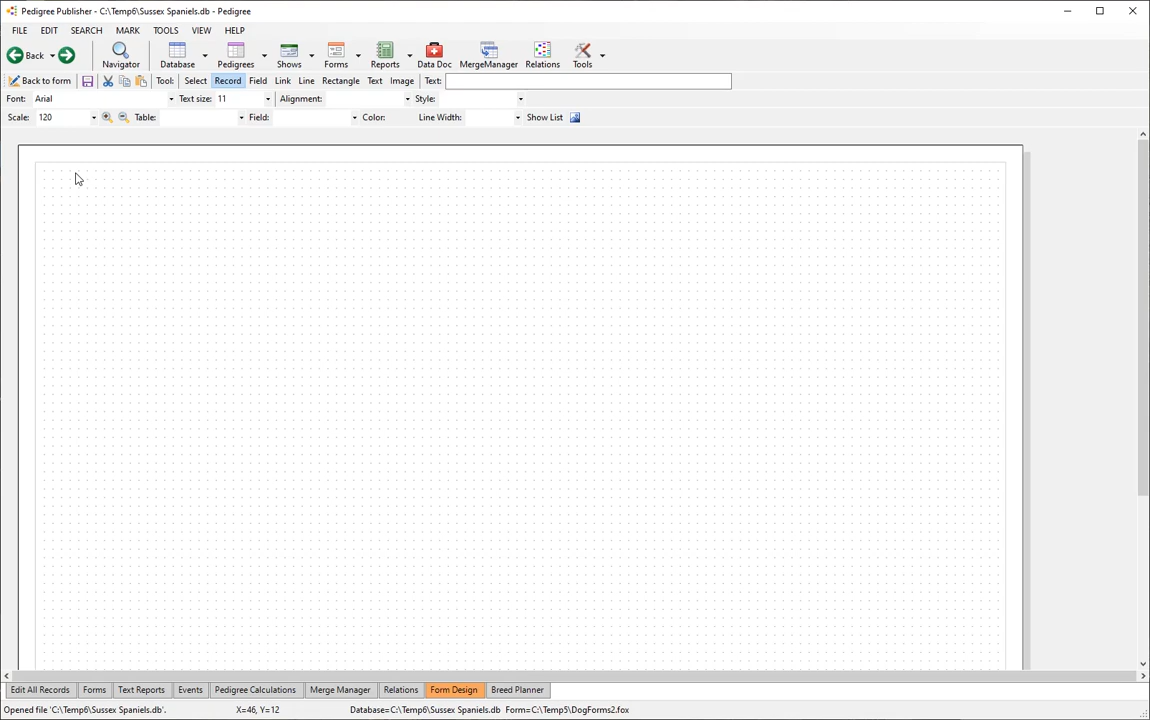 Pedigree Publisher - C:\Temp6\Sussex Spaniels.db - Pedigree
FILE EDIT SEARCH MARK TOOLS VIEW HELP
Back Navigator Database Pedigrees Shows Forms Reports Data Doc MergeManager Relations Tools
Back to form Tool: Select Record Field Link Line Rectangle Text Image Text:
Font: Arial Text size: 11 Alignment: Style:
Scale: 120 Table: Field: Color: Line Width: Show List
Edit All Records Forms Text Reports Events Pedigree Calculations Merge Manager Relations Form Design Breed Planner
Opened file 'C:\Temp6\Sussex Spaniels.db'. X=46, Y=12 Database=C:\Temp6\Sussex Spaniels.db Form=C:\Temp5\DogForms2.fox